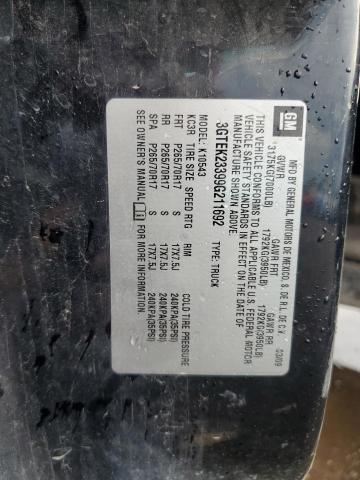 GM
MFD BY GENERAL MOTORS DE MEXICO, S. DE R.L. DE C.V.
03/09
GVWR GAWR FRT GAWR RR
3175KG(7000LB) 1792KG(3950LB) 1792KG(3950LB)
THIS VEHICLE CONFORMS TO ALL APPLICABLE U.S. FEDERAL MOTOR
VEHICLE SAFETY STANDARDS IN EFFECT ON THE DATE OF
MANUFACTURE SHOWN ABOVE.
3GTEK23399G211692 TYPE: TRUCK
MODEL: K10543
KC3R TIRE SIZE SPEED RTG RIM COLD TIRE PRESSURE
FRT P265/70R17 S 17X7.5J 240KPA(35PSI)
RR P265/70R17 S 17X7.5J 240KPA(35PSI)
SPA P265/70R17 S 17X7.5J 240KPA(35PSI)
SEE OWNER'S MANUAL